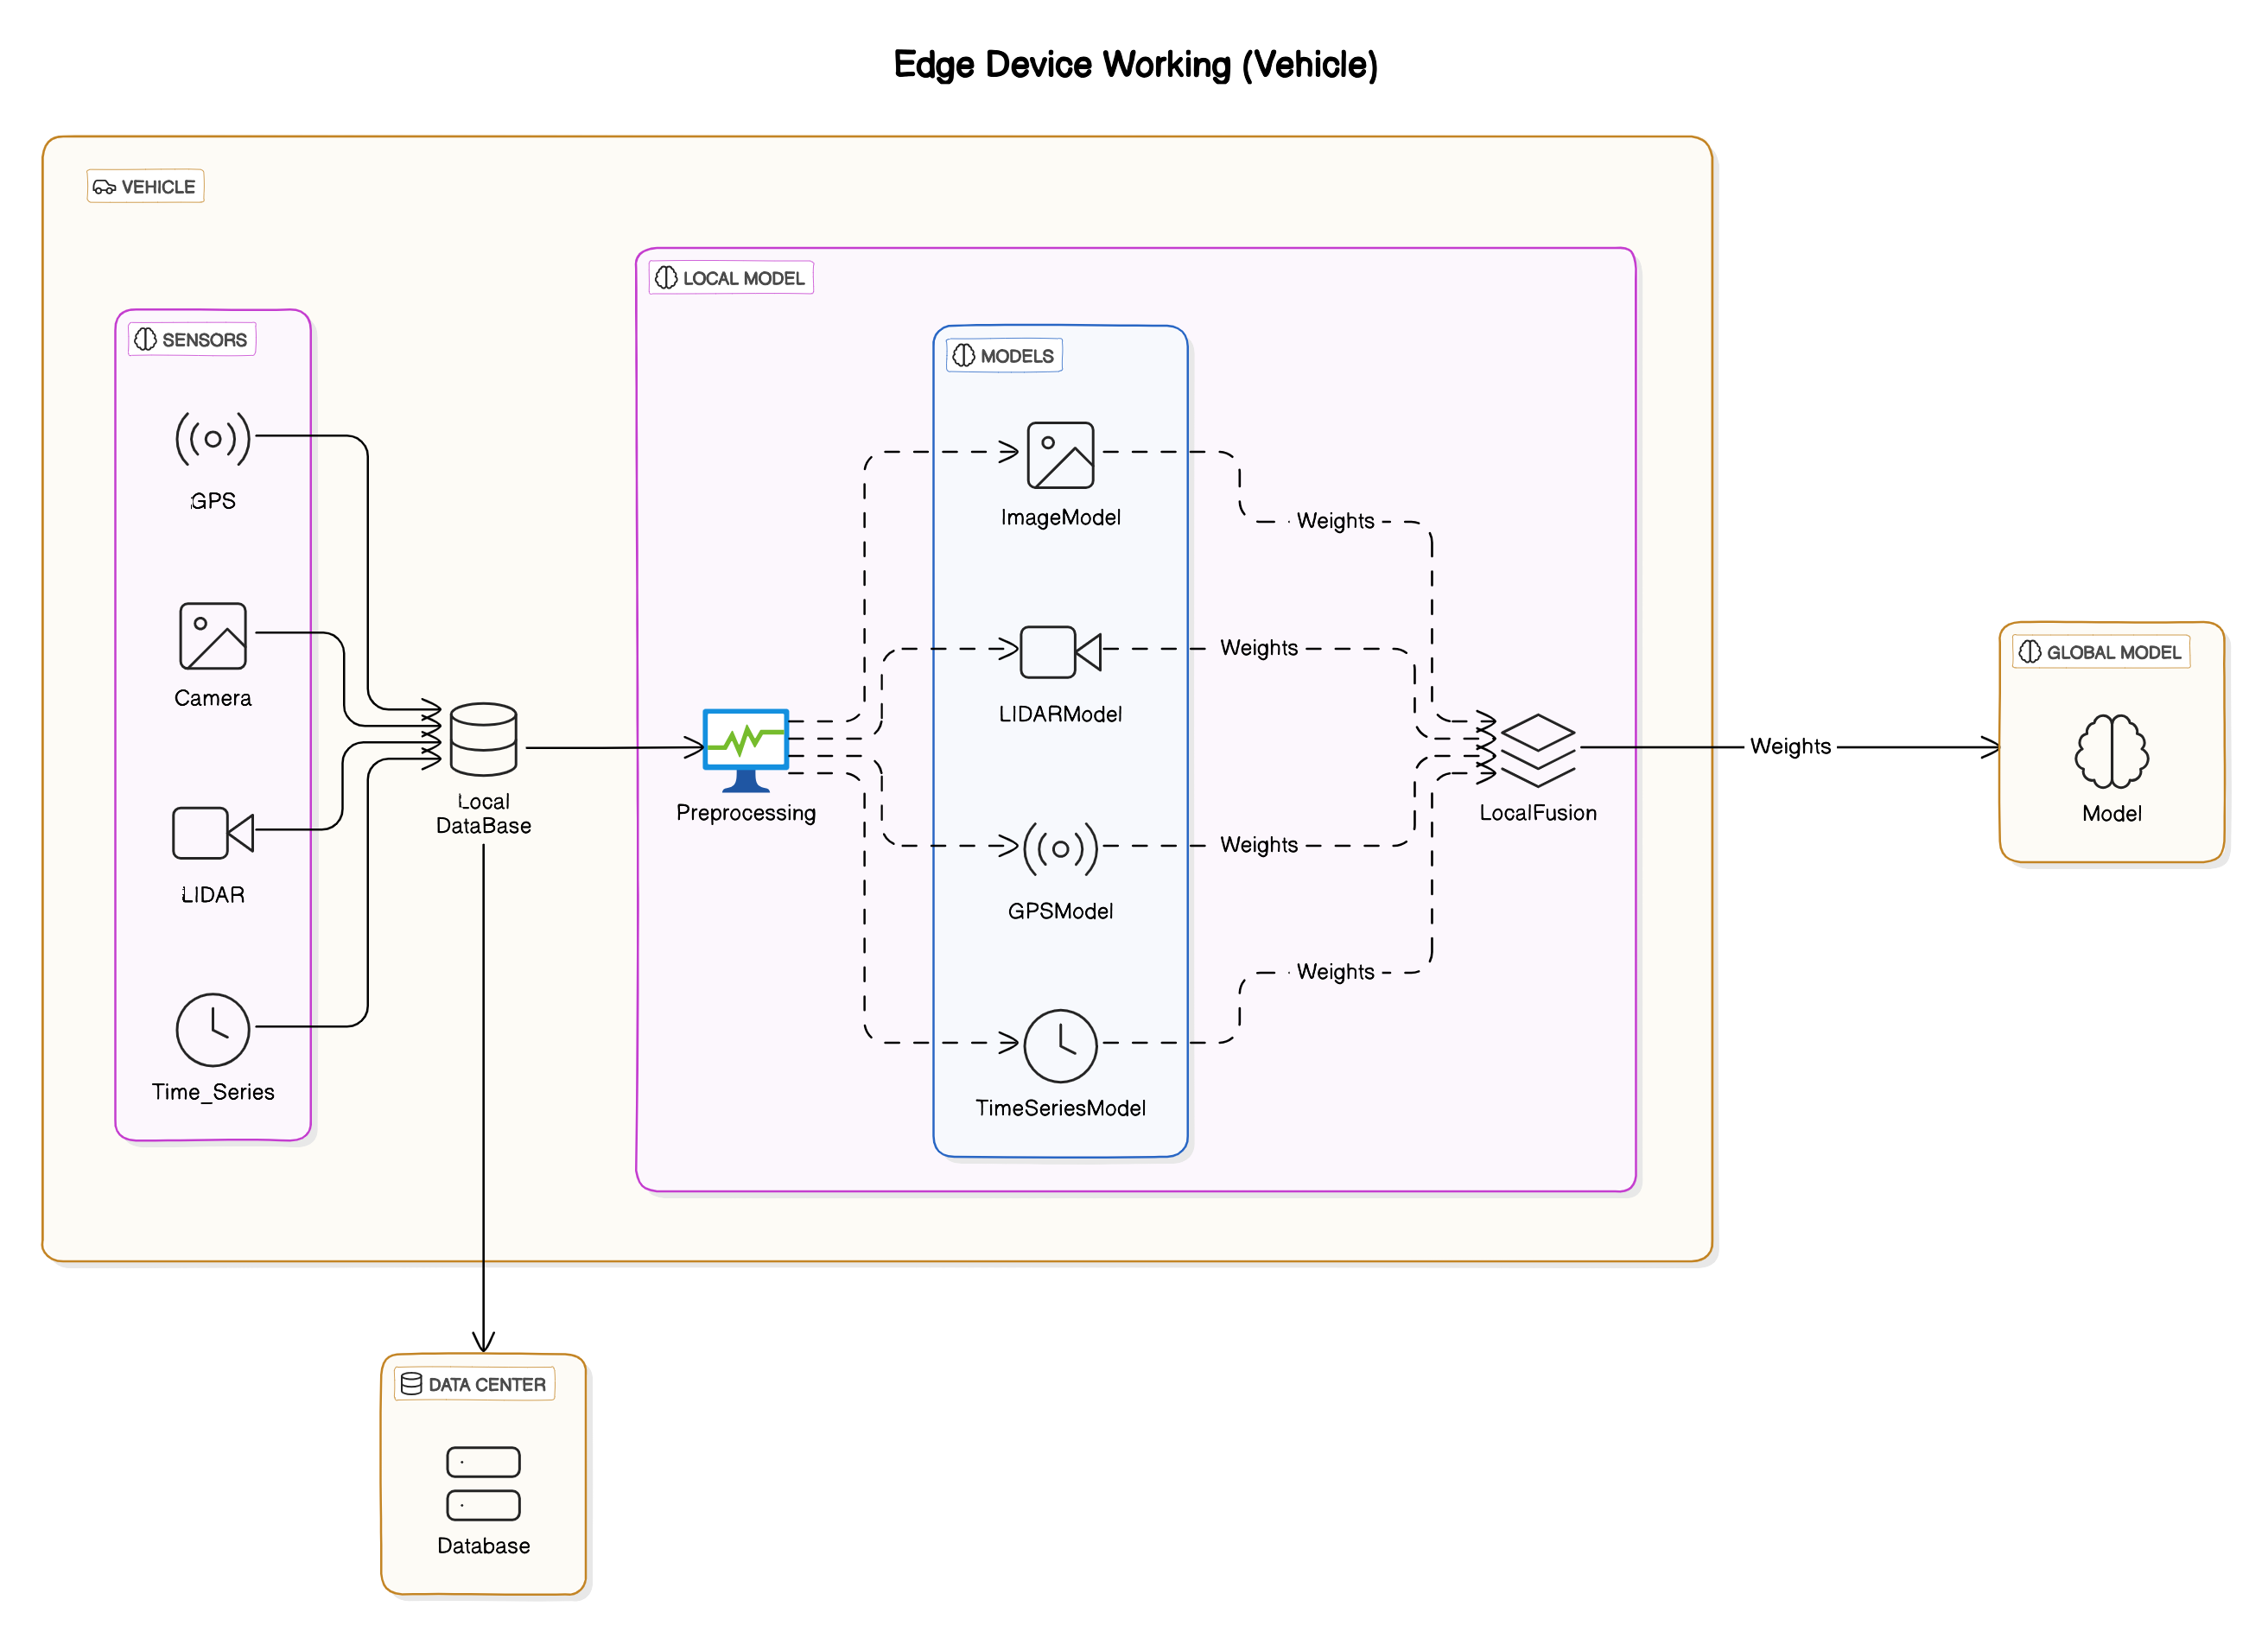 Edge Device Working (Vehicle)
VEHICLE
SENSORS
GPS
Camera
LIDAR
Time_Series
Local
DataBase
LOCAL MODEL
Preprocessing
MODELS
ImageModel
LIDARModel
GPSModel
TimeSeriesModel
Weights
Weights
Weights
Weights
LocalFusion
Weights
GLOBAL MODEL
Model
DATA CENTER
Database